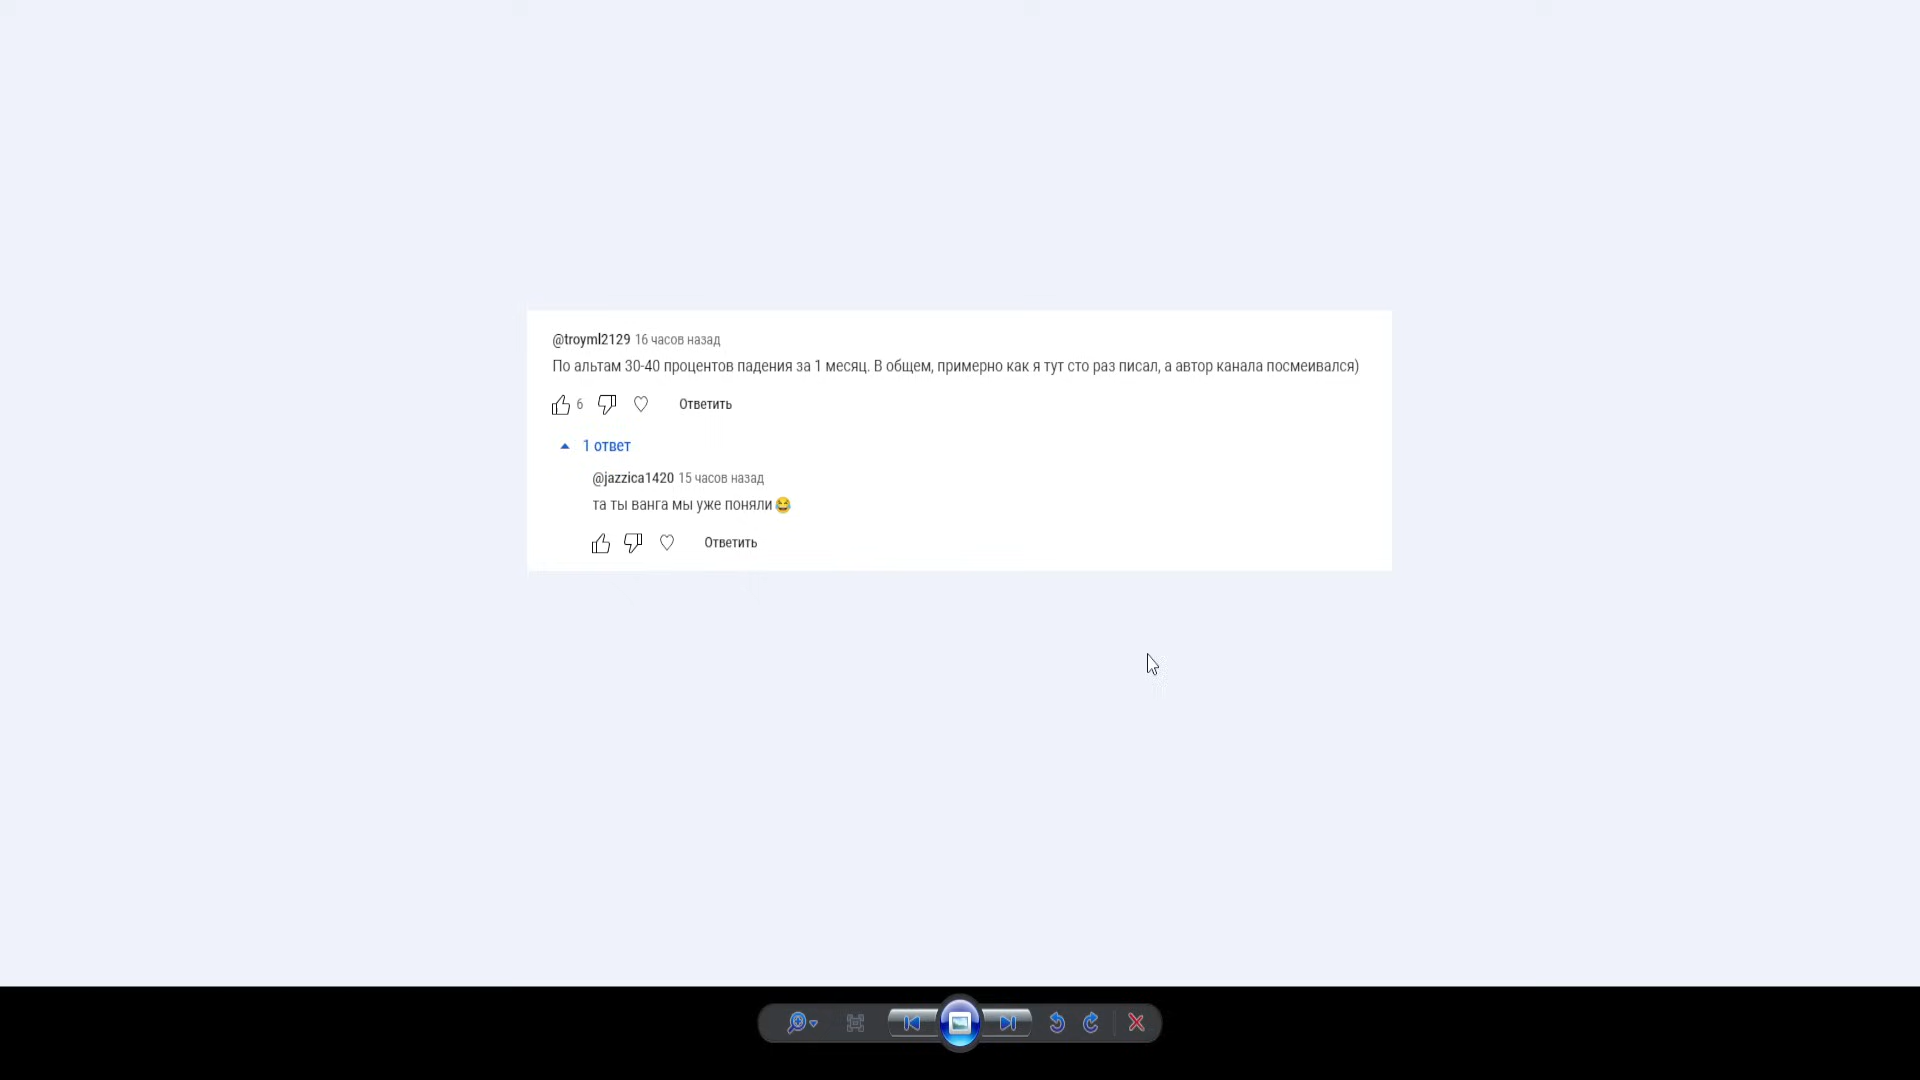 @troyml2129 16 часов назад
По альтам 30-40 процентов падения за 1 месяц. В общем, примерно как я тут сто раз писал, а автор канала посмеивался)
6 Ответить
1 ответ
@jazzica1420 15 часов назад
та ты ванга мы уже поняли😂
Ответить